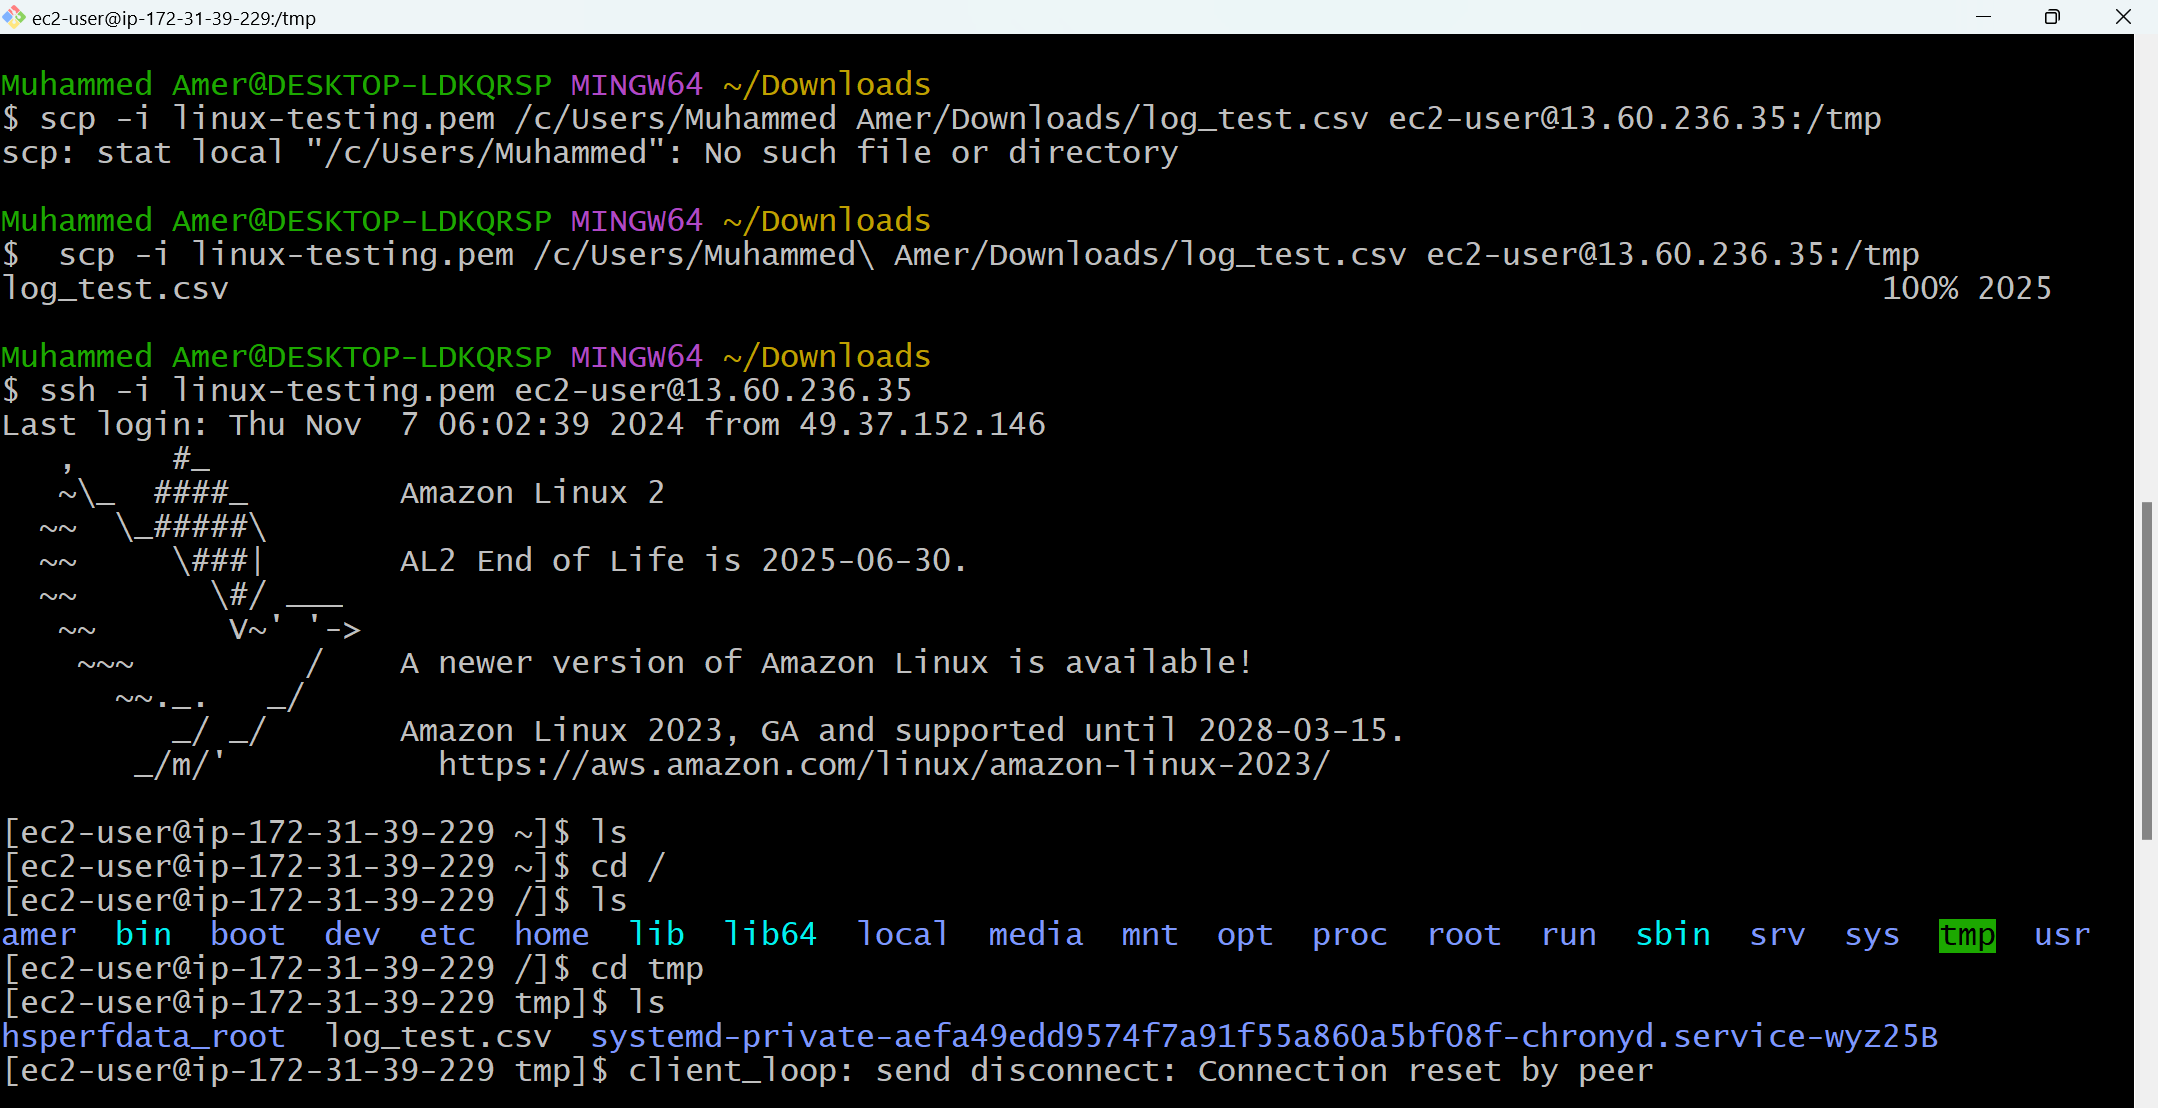 ec2-user@ip-172-31-39-229:/tmp
Muhammed Amer@DESKTOP-LDKQRSP MINGW64 ~/Downloads
$ scp -i linux-testing.pem /c/Users/Muhammed Amer/Downloads/log_test.csv ec2-user@13.60.236.35:/tmp
scp: stat local "/c/Users/Muhammed": No such file or directory

Muhammed Amer@DESKTOP-LDKQRSP MINGW64 ~/Downloads
$  scp -i linux-testing.pem /c/Users/Muhammed\ Amer/Downloads/log_test.csv ec2-user@13.60.236.35:/tmp
log_test.csv                                                                                       100% 2025

Muhammed Amer@DESKTOP-LDKQRSP MINGW64 ~/Downloads
$ ssh -i linux-testing.pem ec2-user@13.60.236.35
Last login: Thu Nov  7 06:02:39 2024 from 49.37.152.146
   ,     #_
   ~\_  ####_        Amazon Linux 2
  ~~  \_#####\
  ~~     \###|       AL2 End of Life is 2025-06-30.
  ~~       \#/ ___
   ~~       V~' '->
    ~~~         /    A newer version of Amazon Linux is available!
      ~~._.   _/
         _/ _/       Amazon Linux 2023, GA and supported until 2028-03-15.
       _/m/'           https://aws.amazon.com/linux/amazon-linux-2023/

[ec2-user@ip-172-31-39-229 ~]$ ls
[ec2-user@ip-172-31-39-229 ~]$ cd /
[ec2-user@ip-172-31-39-229 /]$ ls
amer  bin  boot  dev  etc  home  lib  lib64  local  media  mnt  opt  proc  root  run  sbin  srv  sys  tmp  usr
[ec2-user@ip-172-31-39-229 /]$ cd tmp
[ec2-user@ip-172-31-39-229 tmp]$ ls
hsperfdata_root  log_test.csv  systemd-private-aefa49edd9574f7a91f55a860a5bf08f-chronyd.service-wyz25B
[ec2-user@ip-172-31-39-229 tmp]$ client_loop: send disconnect: Connection reset by peer